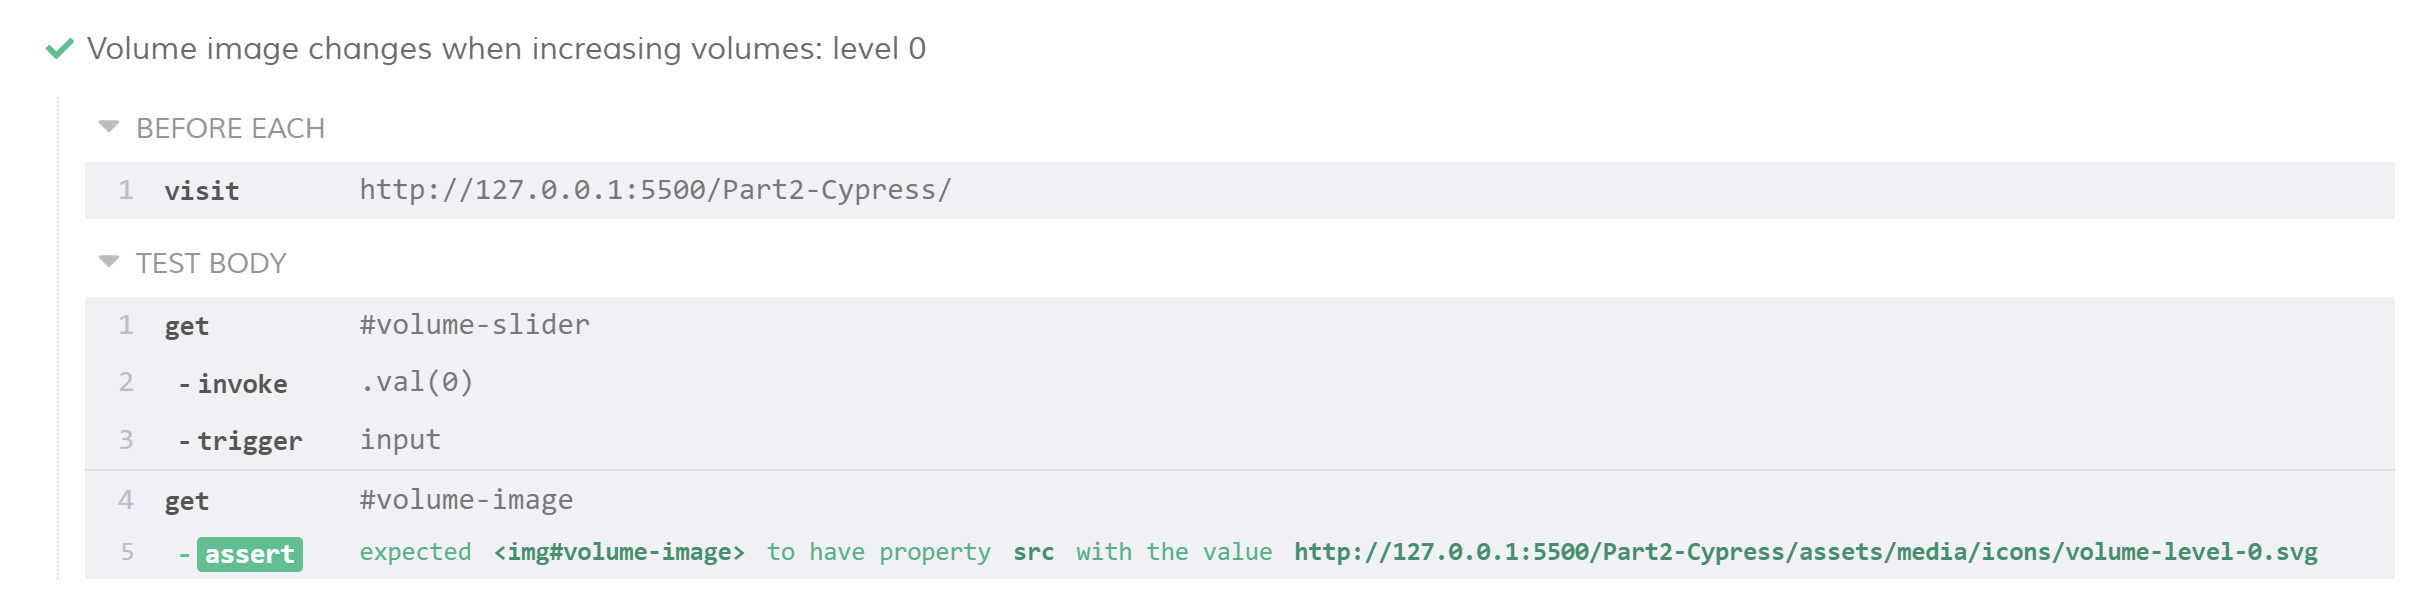 Volume image changes when increasing volumes: level 0
BEFORE EACH
1 visit http://127.0.0.1:5500/Part2-Cypress/
TEST BODY
1 get #volume-slider
2 -invoke .val(0)
3 -trigger input
4 get #volume-image
5 -assert expected <img#volume-image> to have property src with the value http://127.0.0.1:5500/Part2-Cypress/assets/media/icons/volume-level-0.svg